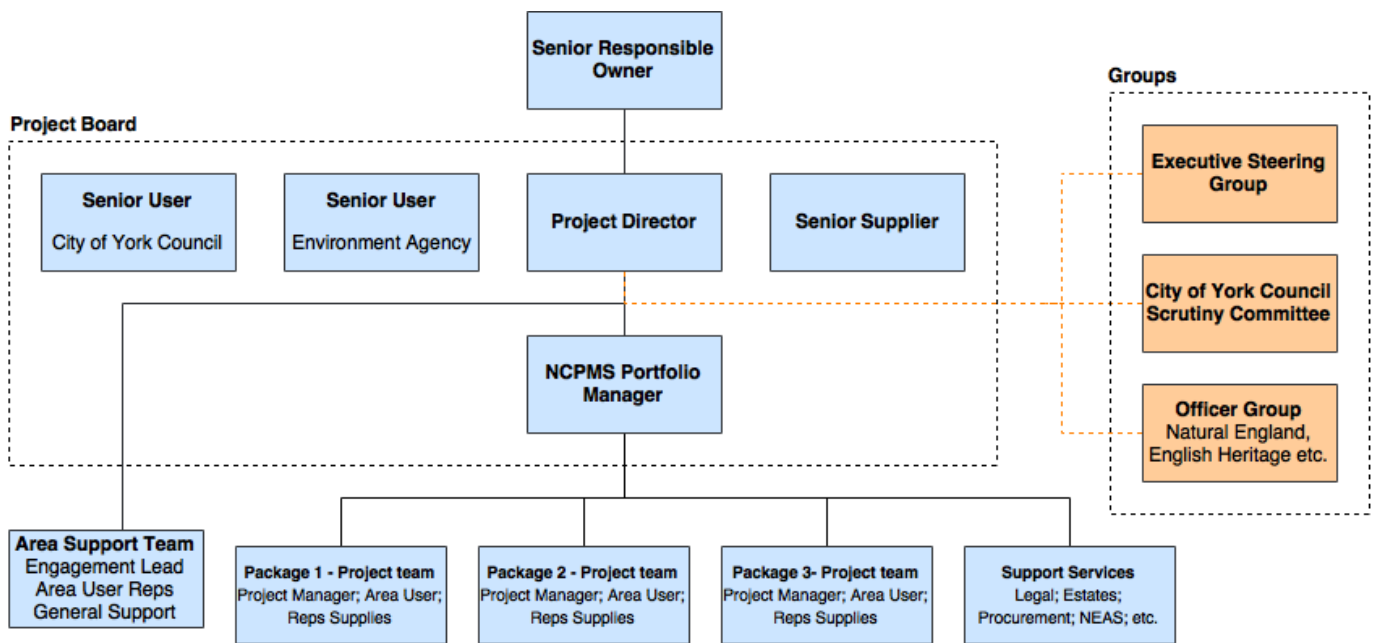 Senior Responsible
Owner
Groups
Project Board
Executive Steering
Group
Senior User
City of York Council
Senior User
Environment Agency
Project Director
Senior Supplier
City of York Council
Scrutiny Committee
NCPMS Portfolio
Manager
Officer Group
Natural England,
English Heritage etc.
Area Support Team
Engagement Lead
Area User Reps
General Support
Package 1 - Project team
Project Manager; Area User;
Reps Supplies
Package 2 - Project team
Project Manager; Area User;
Reps Supplies
Package 3- Project team
Project Manager; Area User;
Reps Supplies
Support Services
Legal; Estates;
Procurement; NEAS; etc.